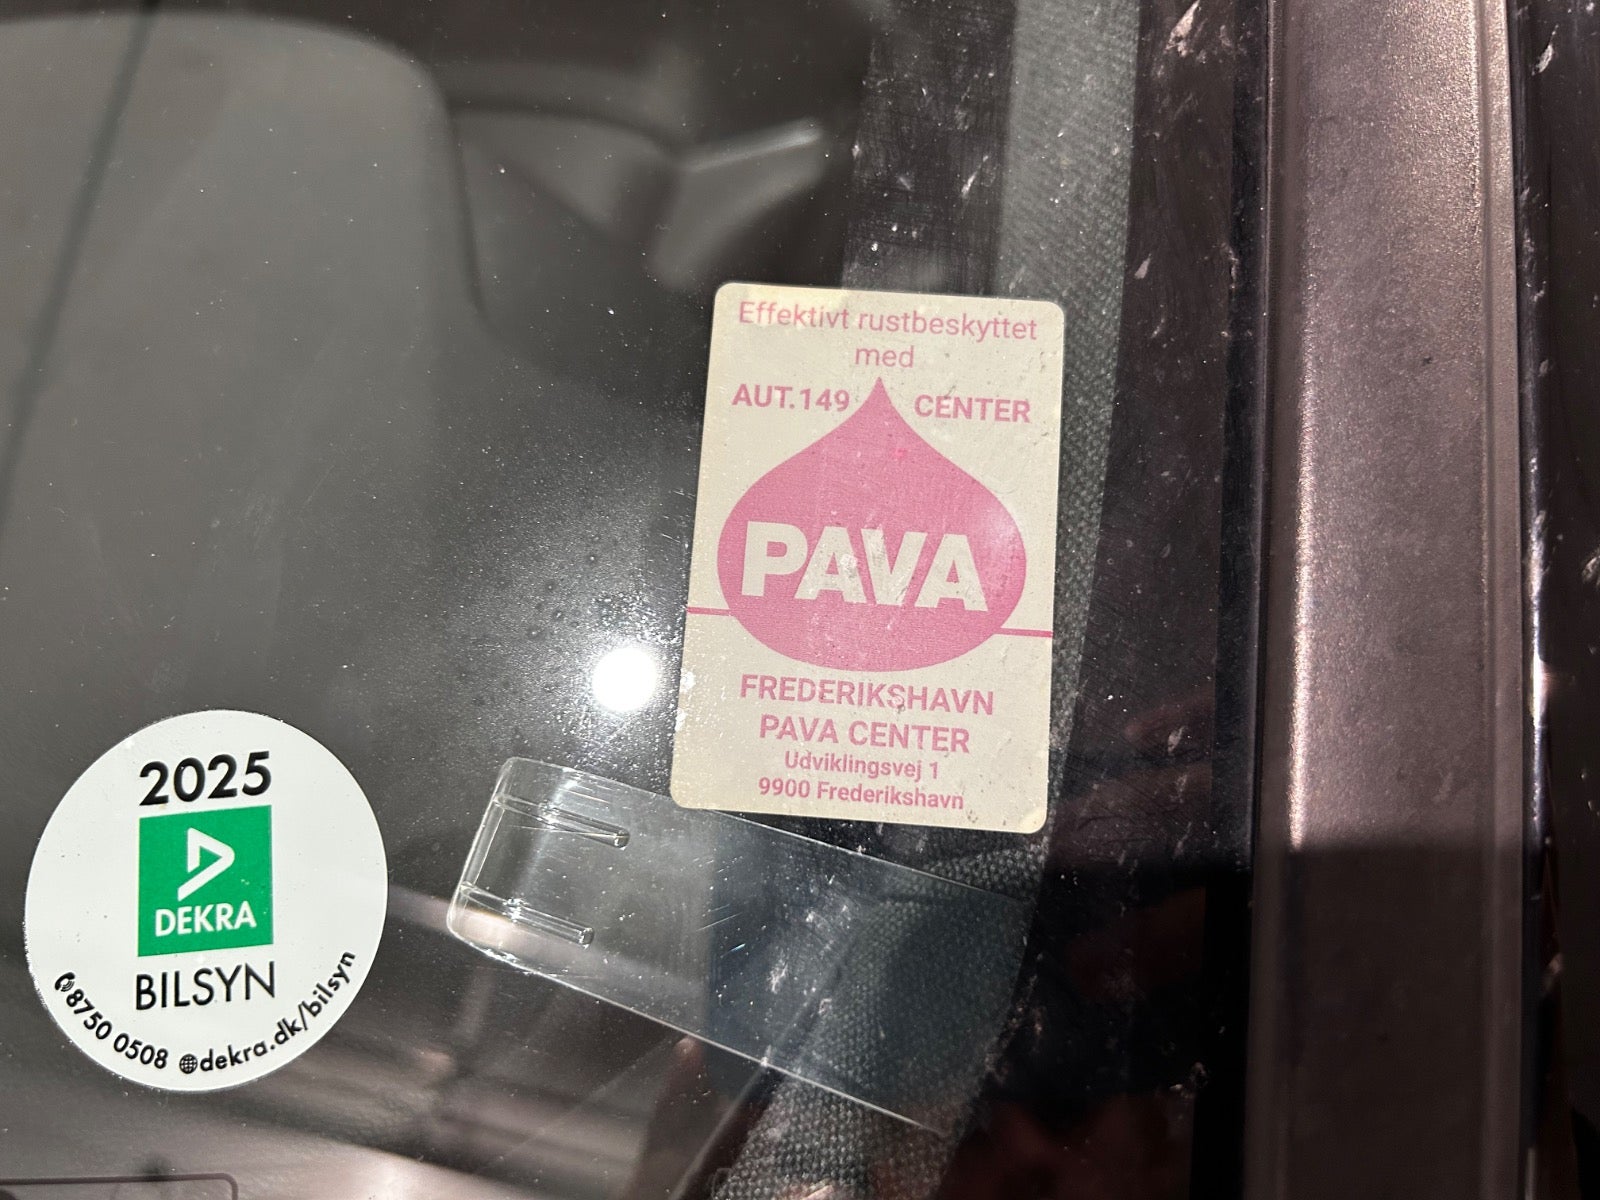 Effektivt rustbeskyttet
med
AUT.149 CENTER
PAVA
FREDERIKSHAVN
PAVA CENTER
Udviklingsvej 1
9900 Frederikshavn
2025
DEKRA
BILSYN
8750 0508 dekra.dk/bilsyn